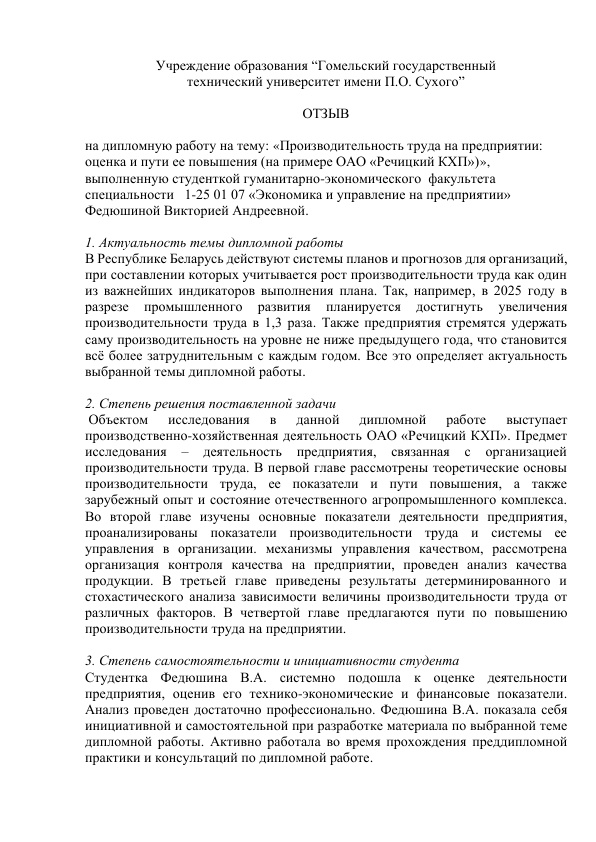 Учреждение образования “Гомельский государственный
технический университет имени П.О. Сухого”
ОТЗЫВ
на дипломную работу на тему: «Производительность труда на предприятии:
оценка и пути ее повышения (на примере ОАО «Речицкий КХП»)»,
выполненную студенткой гуманитарно-экономического факультета
специальности 1-25 01 07 «Экономика и управление на предприятии»
Федюшиной Викторией Андреевной.
1. Актуальность темы дипломной работы
В Республике Беларусь действуют системы планов и прогнозов для организаций,
при составлении которых учитывается рост производительности труда как один
из важнейших индикаторов выполнения плана. Так, например, в 2025 году в
разрезе промышленного развития планируется достигнуть увеличения
производительности труда в 1,3 раза. Также предприятия стремятся удержать
саму производительность на уровне не ниже предыдущего года, что становится
всё более затруднительным с каждым годом. Все это определяет актуальность
выбранной темы дипломной работы.
2. Степень решения поставленной задачи
Объектом исследования в данной дипломной работе выступает
производственно-хозяйственная деятельность ОАО «Речицкий КХП». Предмет
исследования – деятельность предприятия, связанная с организацией
производительности труда. В первой главе рассмотрены теоретические основы
производительности труда, ее показатели и пути повышения, а также
зарубежный опыт и состояние отечественного агропромышленного комплекса.
Во второй главе изучены основные показатели деятельности предприятия,
проанализированы показатели производительности труда и системы ее
управления в организации. механизмы управления качеством, рассмотрена
организация контроля качества на предприятии, проведен анализ качества
продукции. В третьей главе приведены результаты детерминированного и
стохастического анализа зависимости величины производительности труда от
различных факторов. В четвертой главе предлагаются пути по повышению
производительности труда на предприятии.
3. Степень самостоятельности и инициативности студента
Студентка Федюшина В.А. системно подошла к оценке деятельности
предприятия, оценив его технико-экономические и финансовые показатели.
Анализ проведен достаточно профессионально. Федюшина В.А. показала себя
инициативной и самостоятельной при разработке материала по выбранной теме
дипломной работы. Активно работала во время прохождения преддипломной
практики и консультаций по дипломной работе.